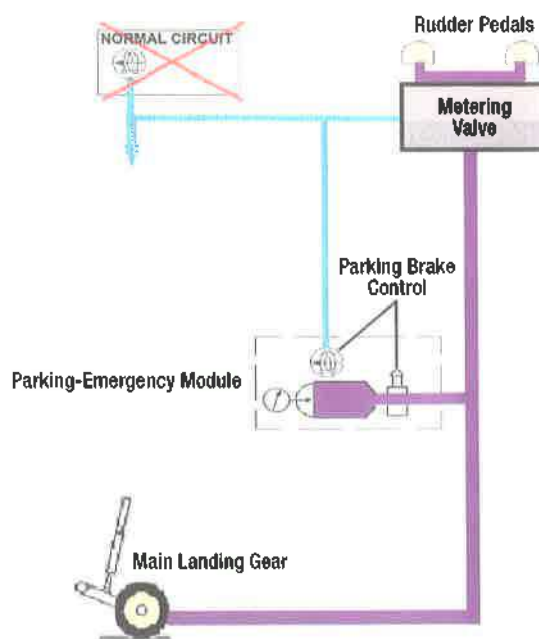 Rudder Pedals
NORMAL CIRCUIT
Metering
Valve
Parking Brake
Control
Parking-Emergency Module
Main Landing Gear